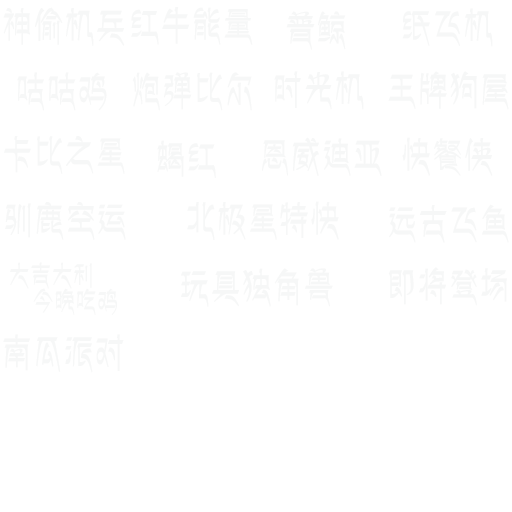 神偷机兵 红牛能量 普鲸 纸飞机
咕咕鸡 炮弹比尔 时光机 王牌狗屋
卡比之星 蝎红 恩威迪亚 快餐侠
驯鹿空运 北极星特快 远古飞鱼
大吉大利
今晚吃鸡 玩具独角兽 即将登场
南瓜派对